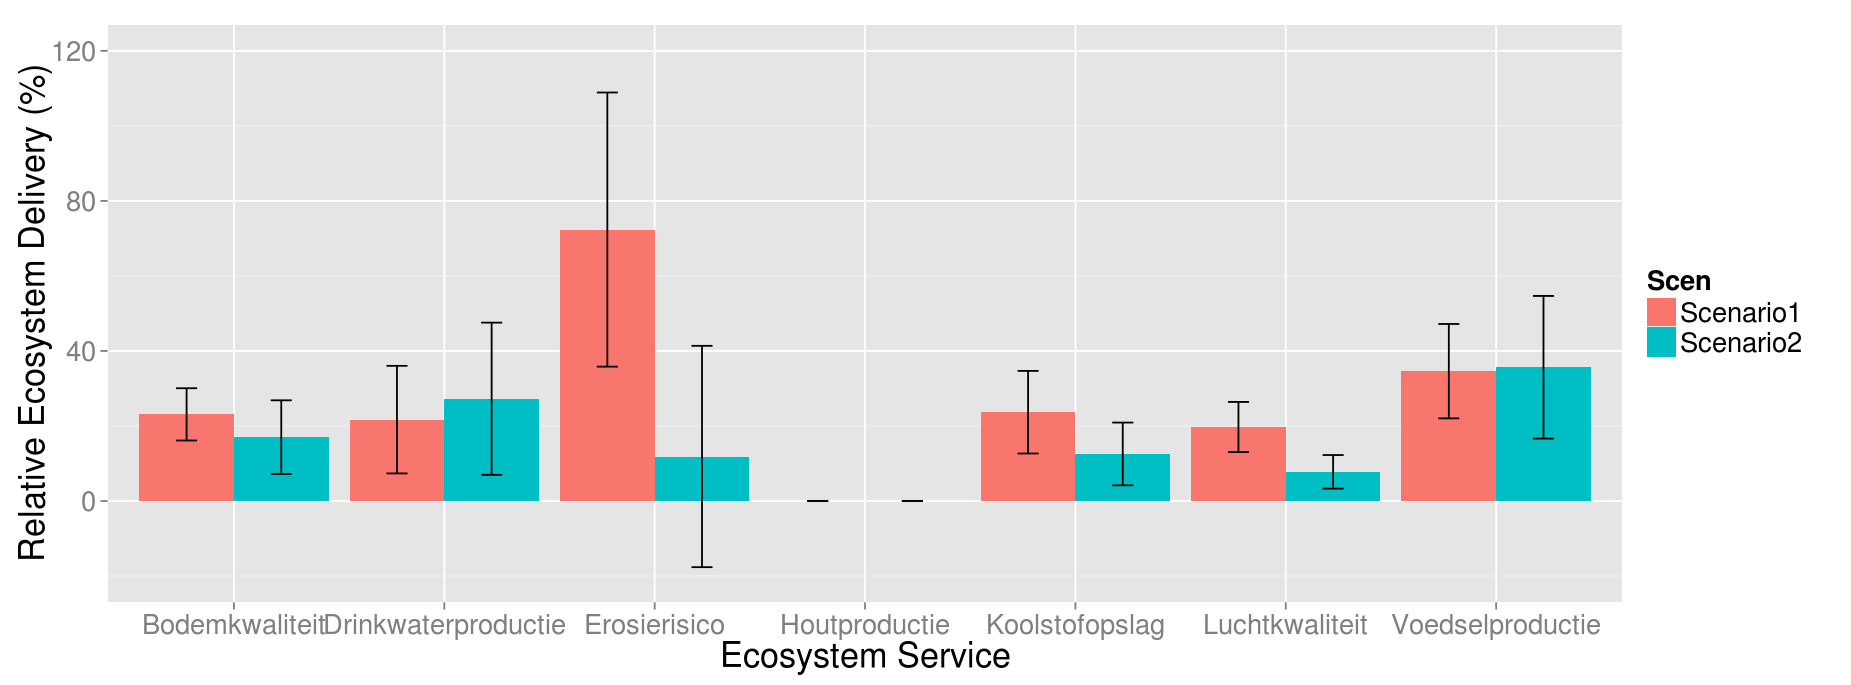 Relative Ecosystem Delivery (%)
120
80
40
0
Bodemkwaliteit Drinkwaterproductie Erosierisico Houtproductie Koolstofopslag Luchtkwaliteit Voedselproductie
Ecosystem Service
Scen
Scenario1
Scenario2